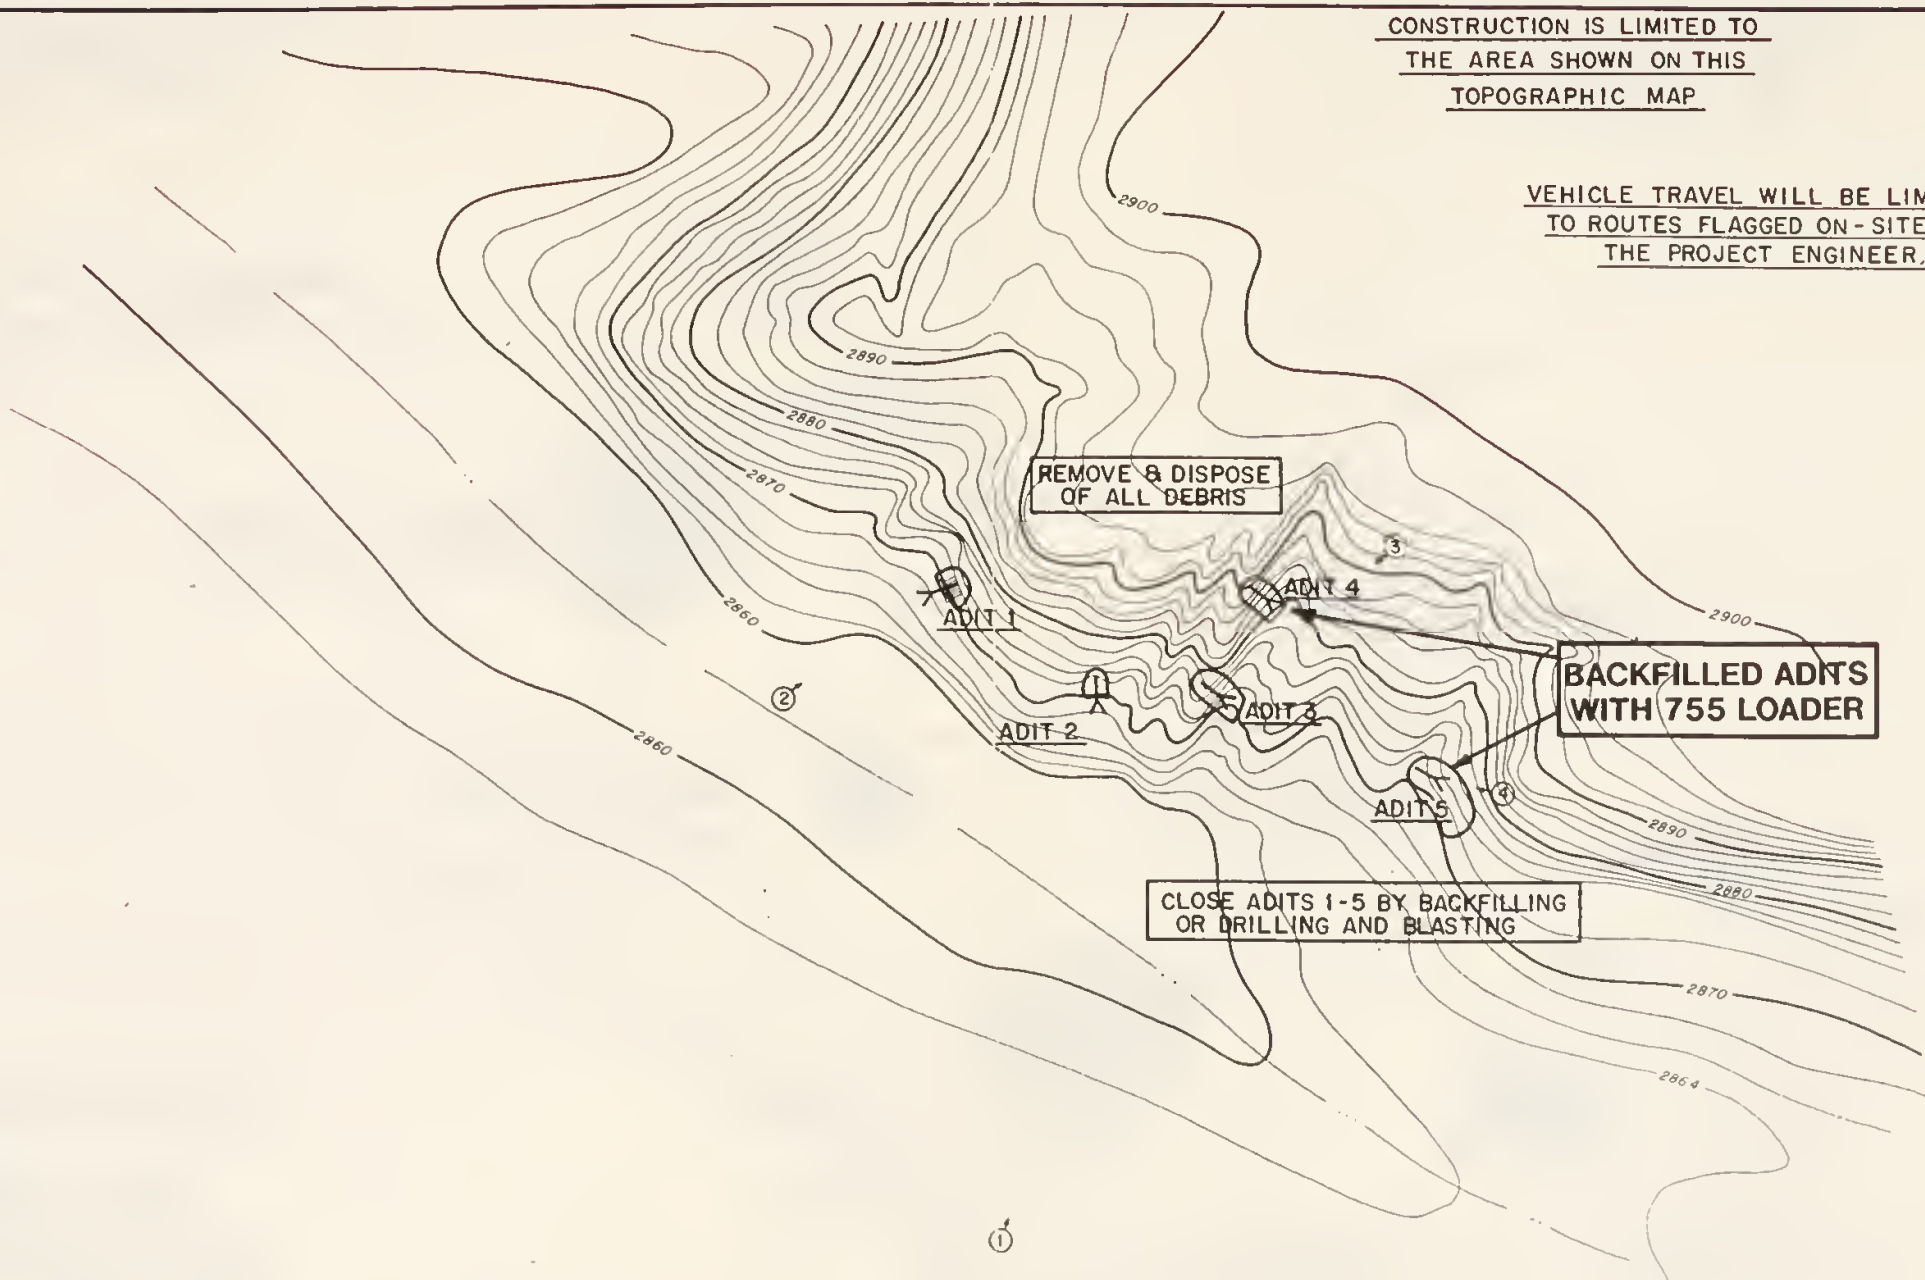 CONSTRUCTION IS LIMITED TO
THE AREA SHOWN ON THIS
TOPOGRAPHIC MAP
VEHICLE TRAVEL WILL BE LIM
TO ROUTES FLAGGED ON-SITE
THE PROJECT ENGINEER.
2900
2890
2880
2870
REMOVE & DISPOSE
OF ALL DEBRIS
3
ADIT 4
ADIT 1
2860
2900
BACKFILLED ADITS
WITH 755 LOADER
2
ADIT 3
ADIT 2
2860
4
ADIT 5
2890
2880
CLOSE ADITS 1-5 BY BACKFILLING
OR DRILLING AND BLASTING
2870
2864
1